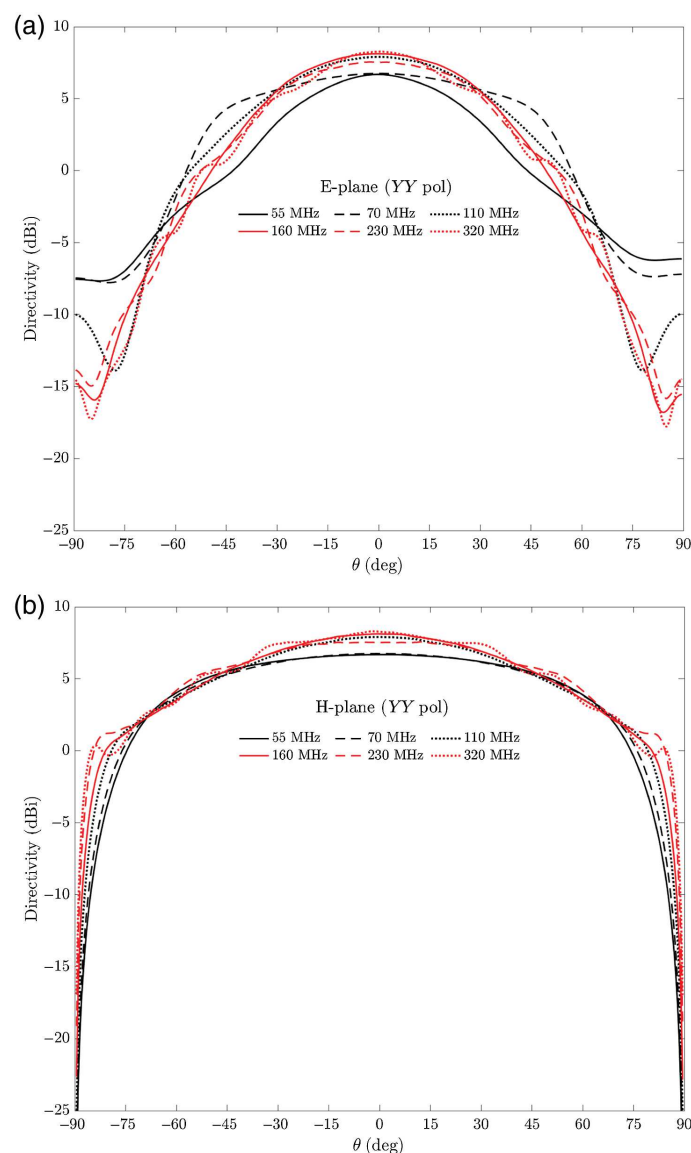 (a)
10
5
0
−5
−10
−15
−20
−25
Directivity (dBi)
E-plane (YY pol)
55 MHz 70 MHz 110 MHz
160 MHz 230 MHz 320 MHz
−90 −75 −60 −45 −30 −15 0 15 30 45 60 75 90
θ (deg)
(b)
10
5
0
−5
−10
−15
−20
−25
Directivity (dBi)
H-plane (YY pol)
55 MHz 70 MHz 110 MHz
160 MHz 230 MHz 320 MHz
−90 −75 −60 −45 −30 −15 0 15 30 45 60 75 90
θ (deg)